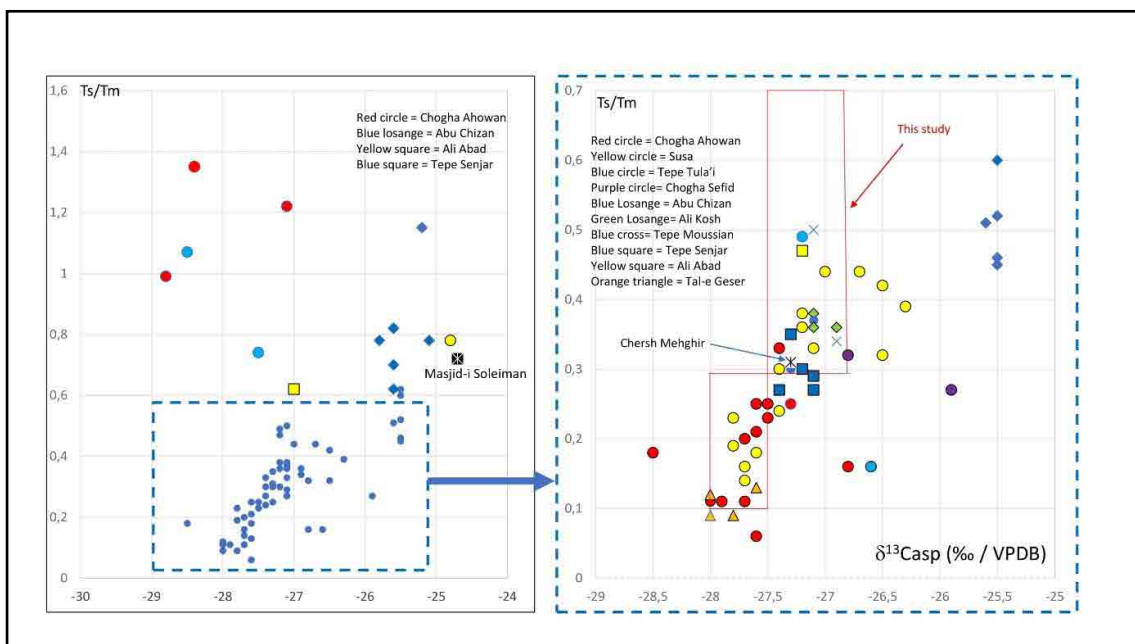 Ts/Tm
1,6
1,4
1,2
1
0,8
0,6
0,4
0,2
0
-30
-29
-28
-27
-26
-25
-24
Red circle = Chogha Ahowan
Blue losange = Abu Chizan
Yellow square = Ali Abad
Blue square = Tepe Senjar
Masjid-i Soleiman
Ts/Tm
0,7
0,6
0,5
0,4
0,3
0,2
0,1
0
-28,5
-28
-27,5
-27
-26,5
-26
-25,5
-25
Red circle = Chogha Ahowan
Yellow circle = Susa
Blue circle = Tepe Tula’i
Purple circle= Chogha Sefid
Blue Losange= Abu Chizan
Green Losange= Ali Kosh
Blue cross= Tepe Moussian
Blue square = Tepe Senjar
Yellow square = Ali Abad
Orange triangle = Tal-e Geser
This study
Chersh Mehghir
δ¹³Casp (‰ / VPDB)